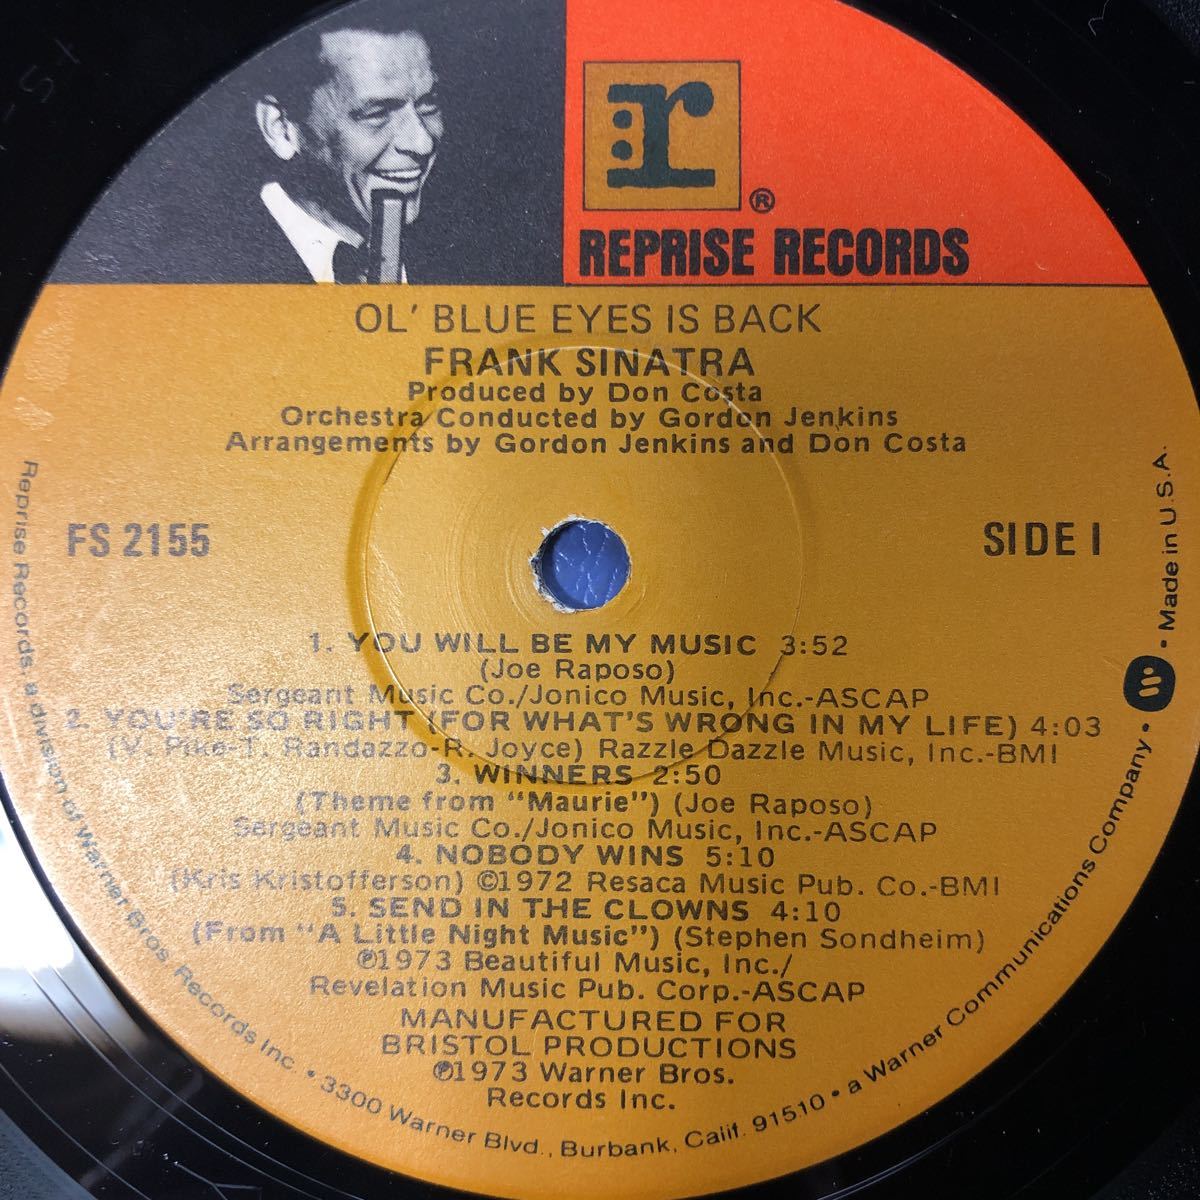 r
®
REPRISE RECORDS
OL' BLUE EYES IS BACK
FRANK SINATRA
Produced by Don Costa
Orchestra Conducted by Gordon Jenkins
Arrangements by Gordon Jenkins and Don Costa
FS 2155
SIDE I
1. YOU WILL BE MY MUSIC 3:52
(Joe Raposo)
Sergeant Music Co./Jonico Music, Inc.-ASCAP
2. YOU'RE SO RIGHT (FOR WHAT'S WRONG IN MY LIFE) 4:03
(V. Pike-T. Randazzo-R. Joyce) Razzle Dazzle Music, Inc.-BMI
3. WINNERS 2:50
(Theme from "Maurie") (Joe Raposo)
Sergeant Music Co./Jonico Music, Inc.-ASCAP
4. NOBODY WINS 5:10
(Kris Kristofferson) ©1972 Resaca Music Pub. Co.-BMI
5. SEND IN THE CLOWNS 4:10
(From "A Little Night Music") (Stephen Sondheim)
℗1973 Beautiful Music, Inc./
Revelation Music Pub. Corp.-ASCAP
MANUFACTURED FOR
BRISTOL PRODUCTIONS
℗1973 Warner Bros.
Records Inc.
Reprise Records, a division of Warner Bros. Records Inc. • 3300 Warner Blvd., Burbank, Calif. 91510 • a Warner Communications Company • W • Made in U.S.A.